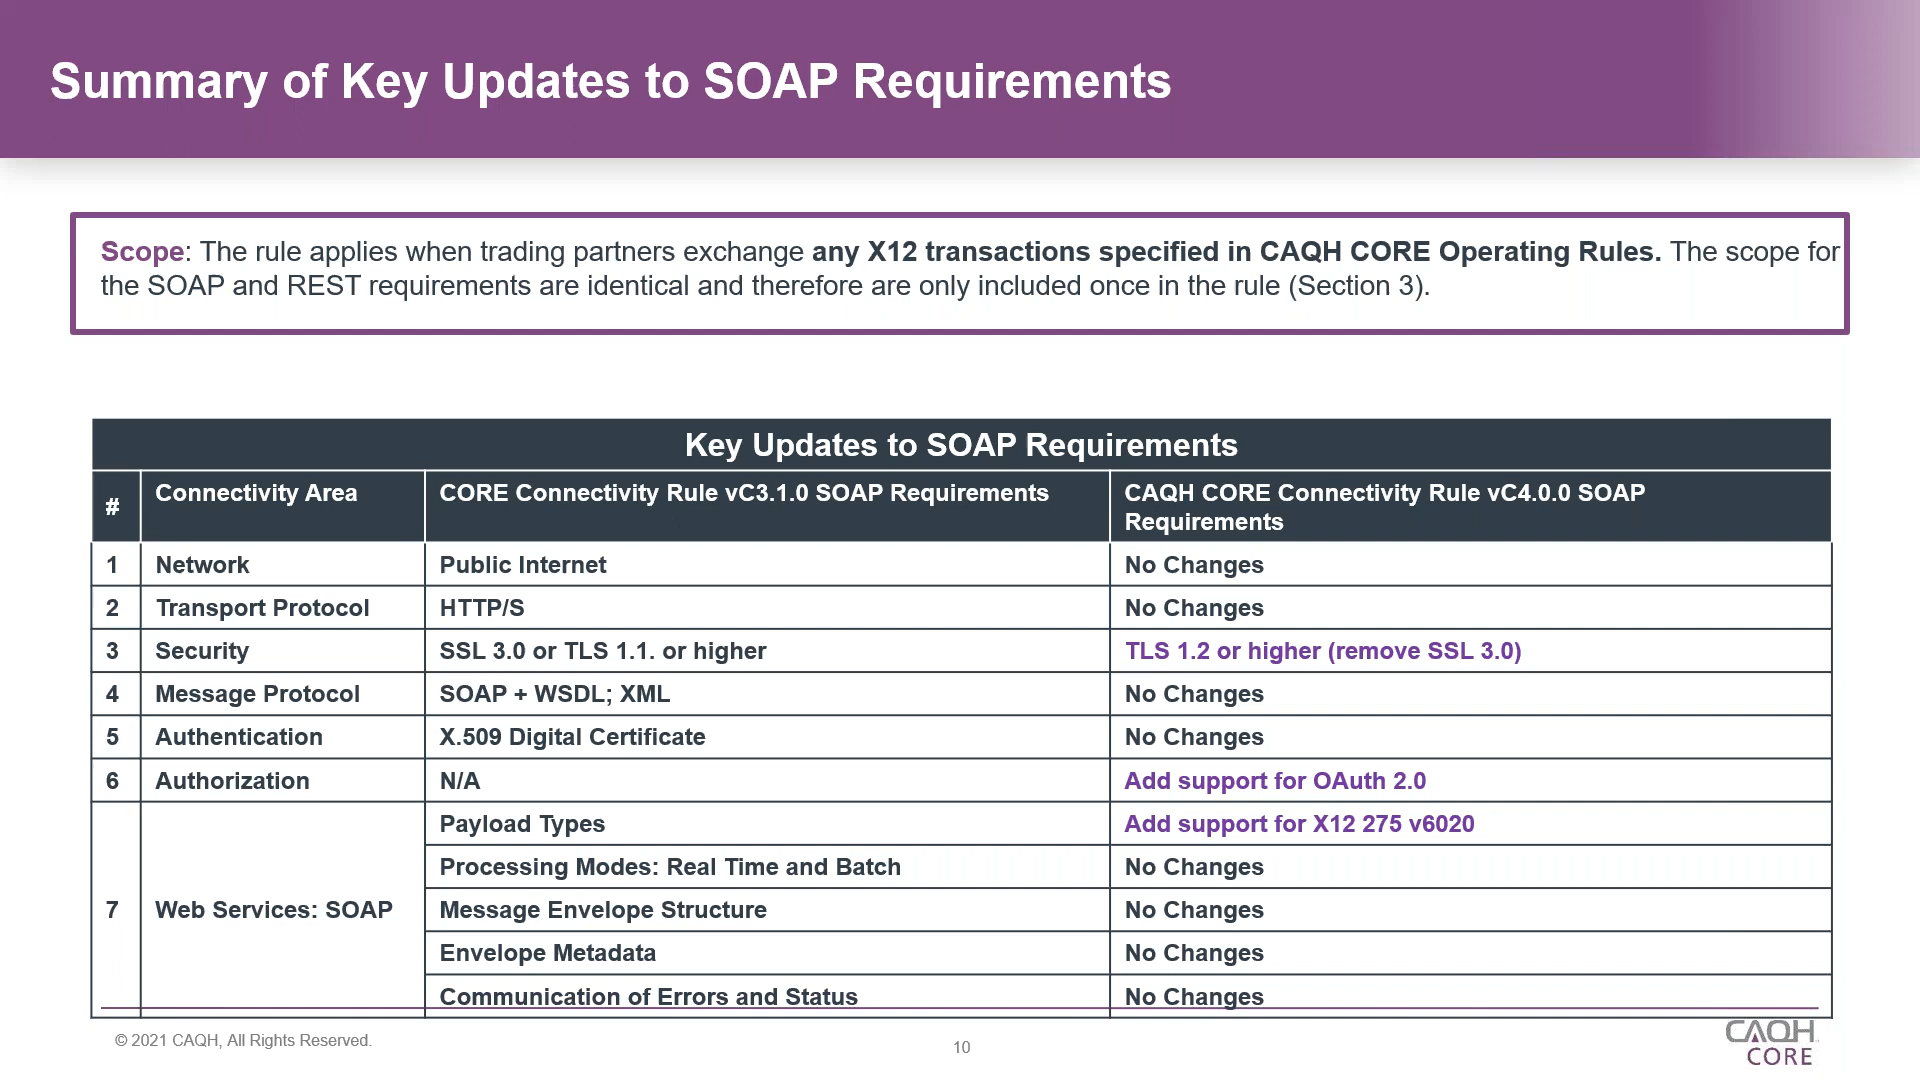 Summary of Key Updates to SOAP Requirements
Scope: The rule applies when trading partners exchange any X12 transactions specified in CAQH CORE Operating Rules. The scope for
the SOAP and REST requirements are identical and therefore are only included once in the rule (Section 3).
Key Updates to SOAP Requirements
# Connectivity Area CORE Connectivity Rule vC3.1.0 SOAP Requirements CAQH CORE Connectivity Rule vC4.0.0 SOAP
Requirements
1 Network Public Internet No Changes
2 Transport Protocol HTTP/S No Changes
3 Security SSL 3.0 or TLS 1.1. or higher TLS 1.2 or higher (remove SSL 3.0)
4 Message Protocol SOAP + WSDL; XML No Changes
5 Authentication X.509 Digital Certificate No Changes
6 Authorization N/A Add support for OAuth 2.0
Payload Types Add support for X12 275 v6020
Processing Modes: Real Time and Batch No Changes
7 Web Services: SOAP Message Envelope Structure No Changes
Envelope Metadata No Changes
Communication of Errors and Status No Changes
© 2021 CAQH, All Rights Reserved.
10
CAQH
CORE